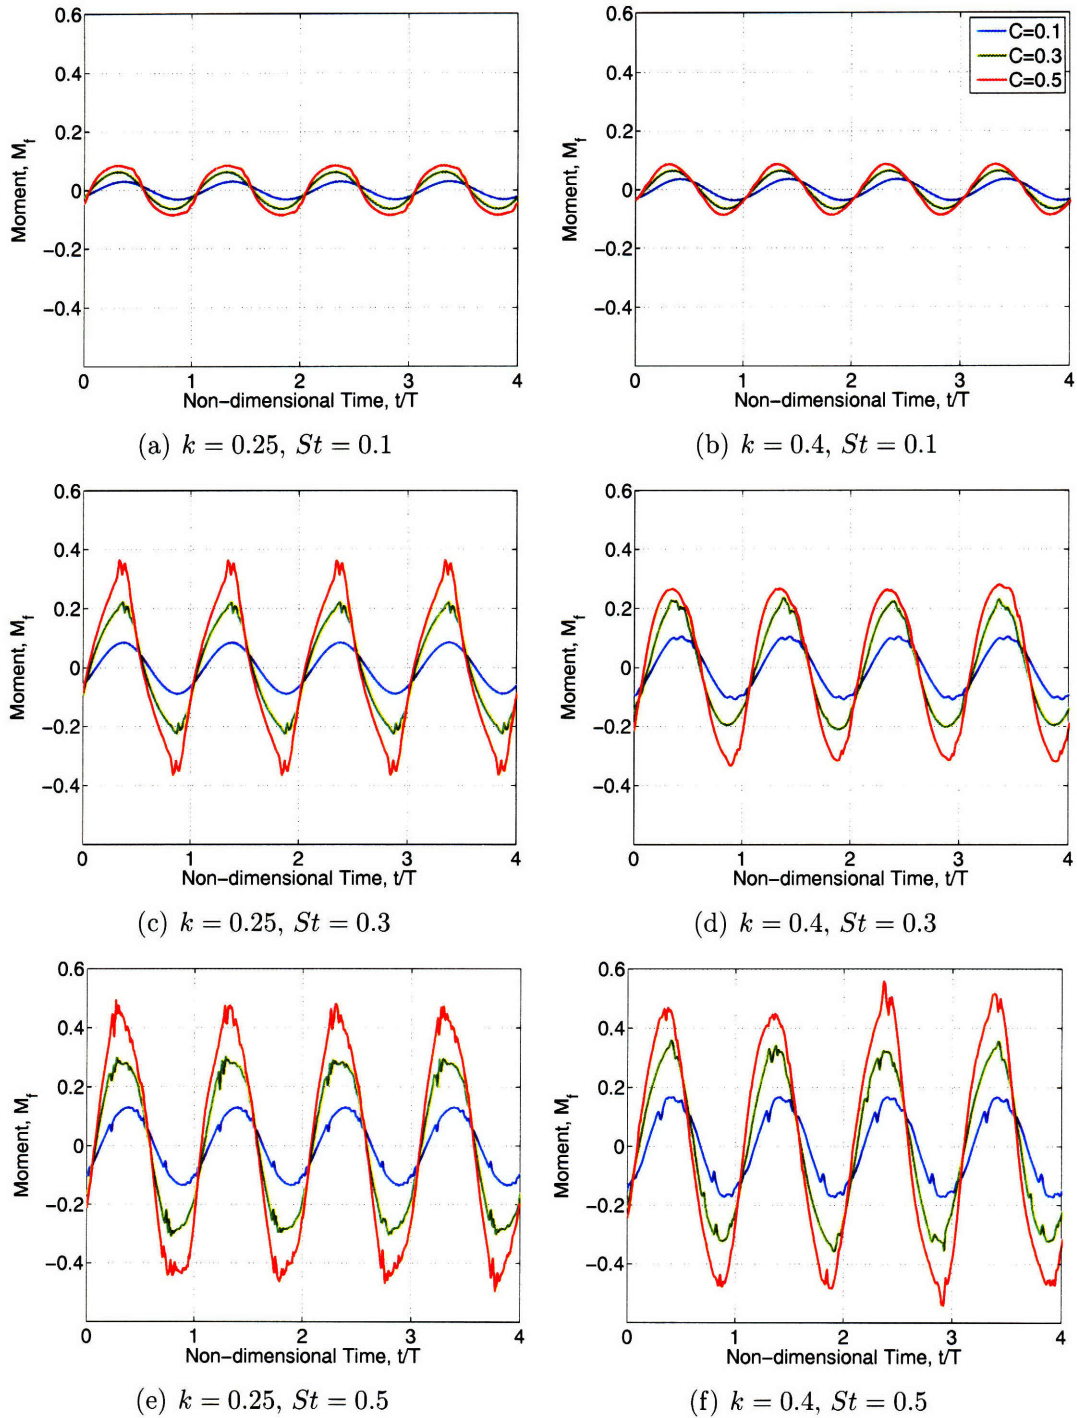 0.6
0.4
0.2
0
−0.2
−0.4
Moment, M_f
0 1 2 3 4
Non−dimensional Time, t/T
(a) k = 0.25, St = 0.1
0.6
0.4
0.2
0
−0.2
−0.4
Moment, M_f
C=0.1
C=0.3
C=0.5
0 1 2 3 4
Non−dimensional Time, t/T
(b) k = 0.4, St = 0.1
0.6
0.4
0.2
0
−0.2
−0.4
Moment, M_f
0 1 2 3 4
Non−dimensional Time, t/T
(c) k = 0.25, St = 0.3
0.6
0.4
0.2
0
−0.2
−0.4
Moment, M_f
0 1 2 3 4
Non−dimensional Time, t/T
(d) k = 0.4, St = 0.3
0.6
0.4
0.2
0
−0.2
−0.4
Moment, M_f
0 1 2 3 4
Non−dimensional Time, t/T
(e) k = 0.25, St = 0.5
0.6
0.4
0.2
0
−0.2
−0.4
Moment, M_f
0 1 2 3 4
Non−dimensional Time, t/T
(f) k = 0.4, St = 0.5